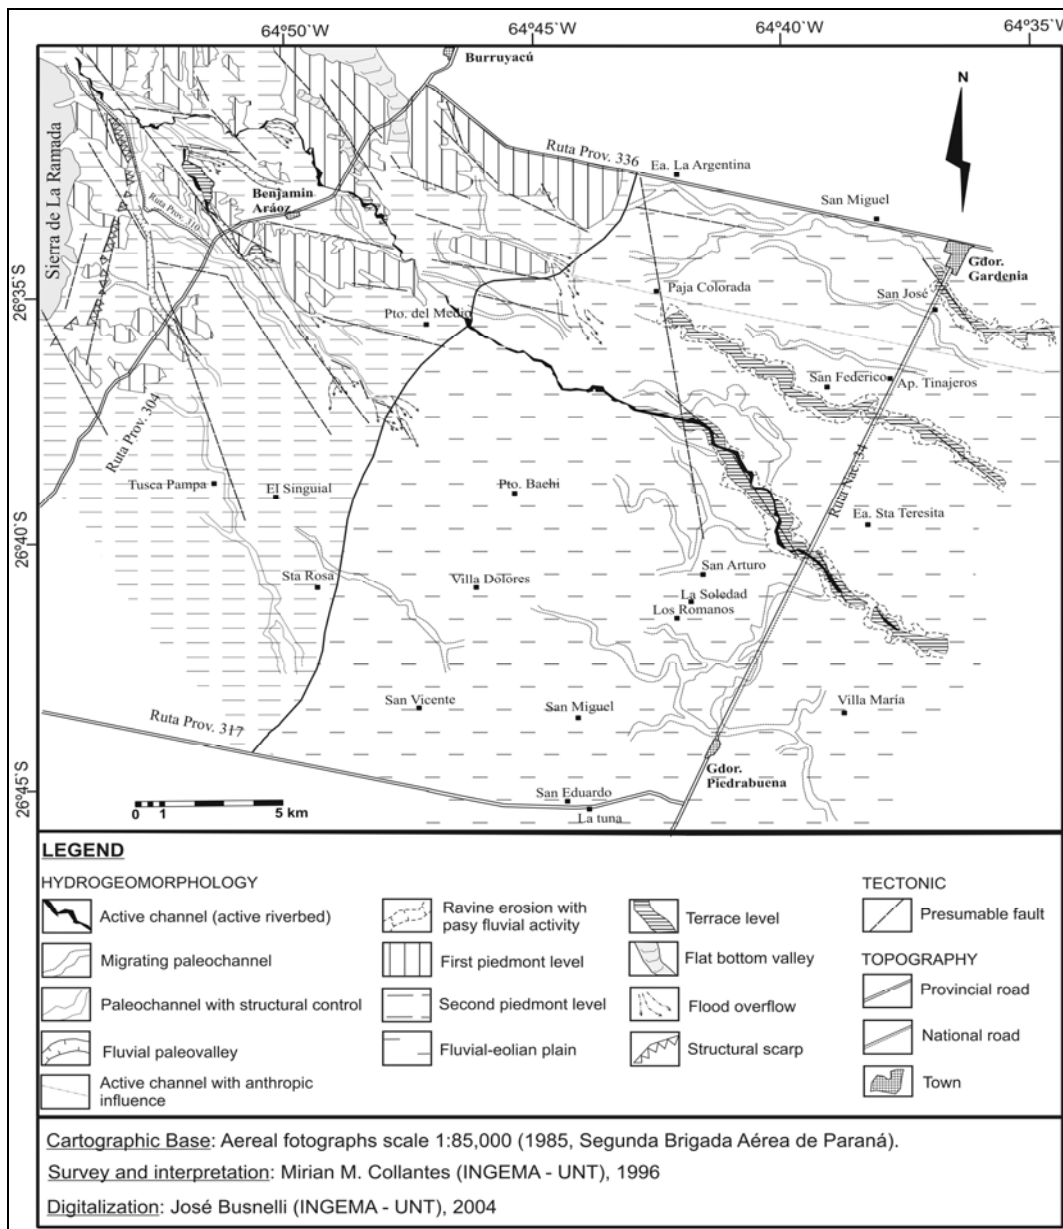 64°50'W 64°45'W 64°40'W 64°35'W
Burruyacú
N
Sierra de La Ramada
Ruta Prov. 336
Ea. La Argentina
San Miguel
Benjamín
Aráoz
Ruta Prov. 310
Gdor.
Gardenia
26°35`S
Paja Colorada
San José
Pto. del Medio
San Federico
Ap. Tinajeros
Ruta Prov. 304
Tusca Pampa
El Singuial
Pto. Baehi
Ruta Nac. 34
Ea. Sta Teresita
26°40`S
Sta Rosa
Villa Dolores
San Arturo
La Soledad
Los Romanos
San Vicente
San Miguel
Villa María
Ruta Prov. 317
Gdor.
Piedrabuena
26°45`S
San Eduardo
La tuna
0 1 5 km
LEGEND
HYDROGEOMORPHOLOGY
Active channel (active riverbed)
Migrating paleochannel
Paleochannel with structural control
Fluvial paleovalley
Active channel with anthropic
influence
Ravine erosion with
pasy fluvial activity
First piedmont level
Second piedmont level
Fluvial-eolian plain
Terrace level
Flat bottom valley
Flood overflow
Structural scarp
TECTONIC
Presumable fault
TOPOGRAPHY
Provincial road
National road
Town
Cartographic Base: Aereal fotographs scale 1:85,000 (1985, Segunda Brigada Aérea de Paraná).
Survey and interpretation: Mirian M. Collantes (INGEMA - UNT), 1996
Digitalization: José Busnelli (INGEMA - UNT), 2004